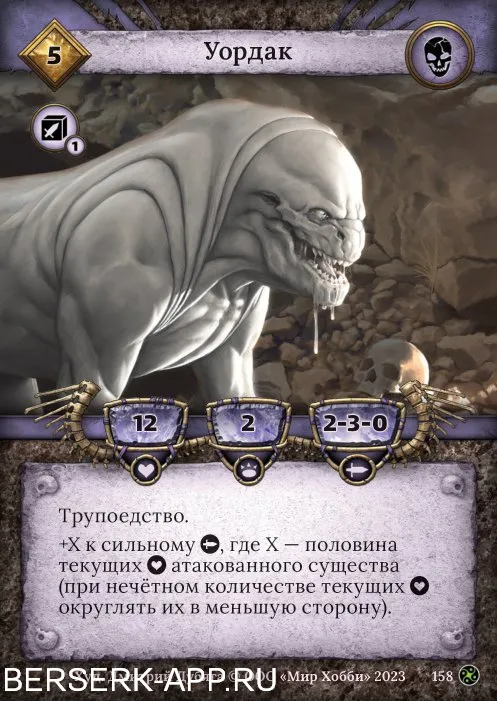 5
Уордак
1
12
2
2-3-0
Трупоедство.
+X к сильному , где X — половина
текущих атакованного существа
(при нечётном количестве текущих
округлять их в меньшую сторону).
© ООО «Мир Хобби» 2023
158
BERSERK-APP.RU